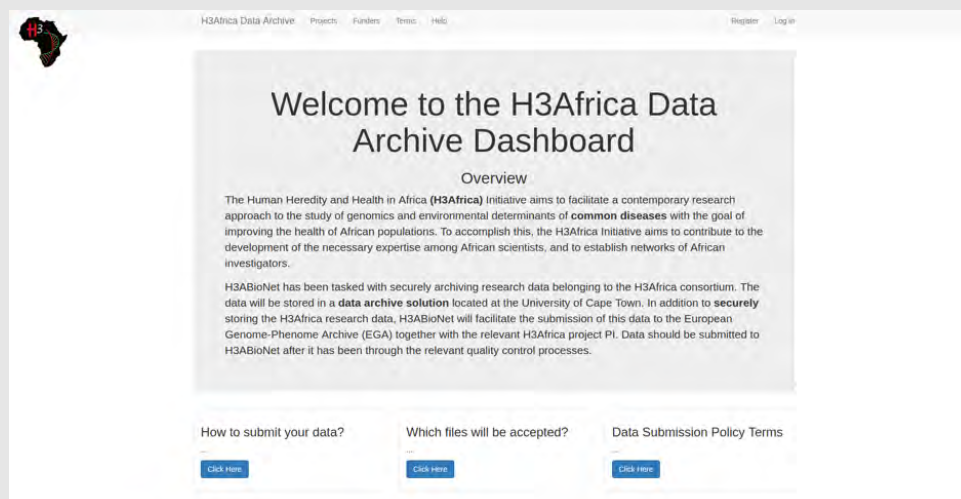 H3
H3Africa Data Archive Projects Funders Terms Help Register Log in
Welcome to the H3Africa Data
Archive Dashboard
Overview
The Human Heredity and Health in Africa (H3Africa) Initiative aims to facilitate a contemporary research
approach to the study of genomics and environmental determinants of common diseases with the goal of
improving the health of African populations. To accomplish this, the H3Africa Initiative aims to contribute to the
development of the necessary expertise among African scientists, and to establish networks of African
investigators.
H3ABioNet has been tasked with securely archiving research data belonging to the H3Africa consortium. The
data will be stored in a data archive solution located at the University of Cape Town. In addition to securely
storing the H3Africa research data, H3ABioNet will facilitate the submission of this data to the European
Genome-Phenome Archive (EGA) together with the relevant H3Africa project PI. Data should be submitted to
H3ABioNet after it has been through the relevant quality control processes.
How to submit your data? Which files will be accepted? Data Submission Policy Terms
... ... ...
Click Here Click Here Click Here